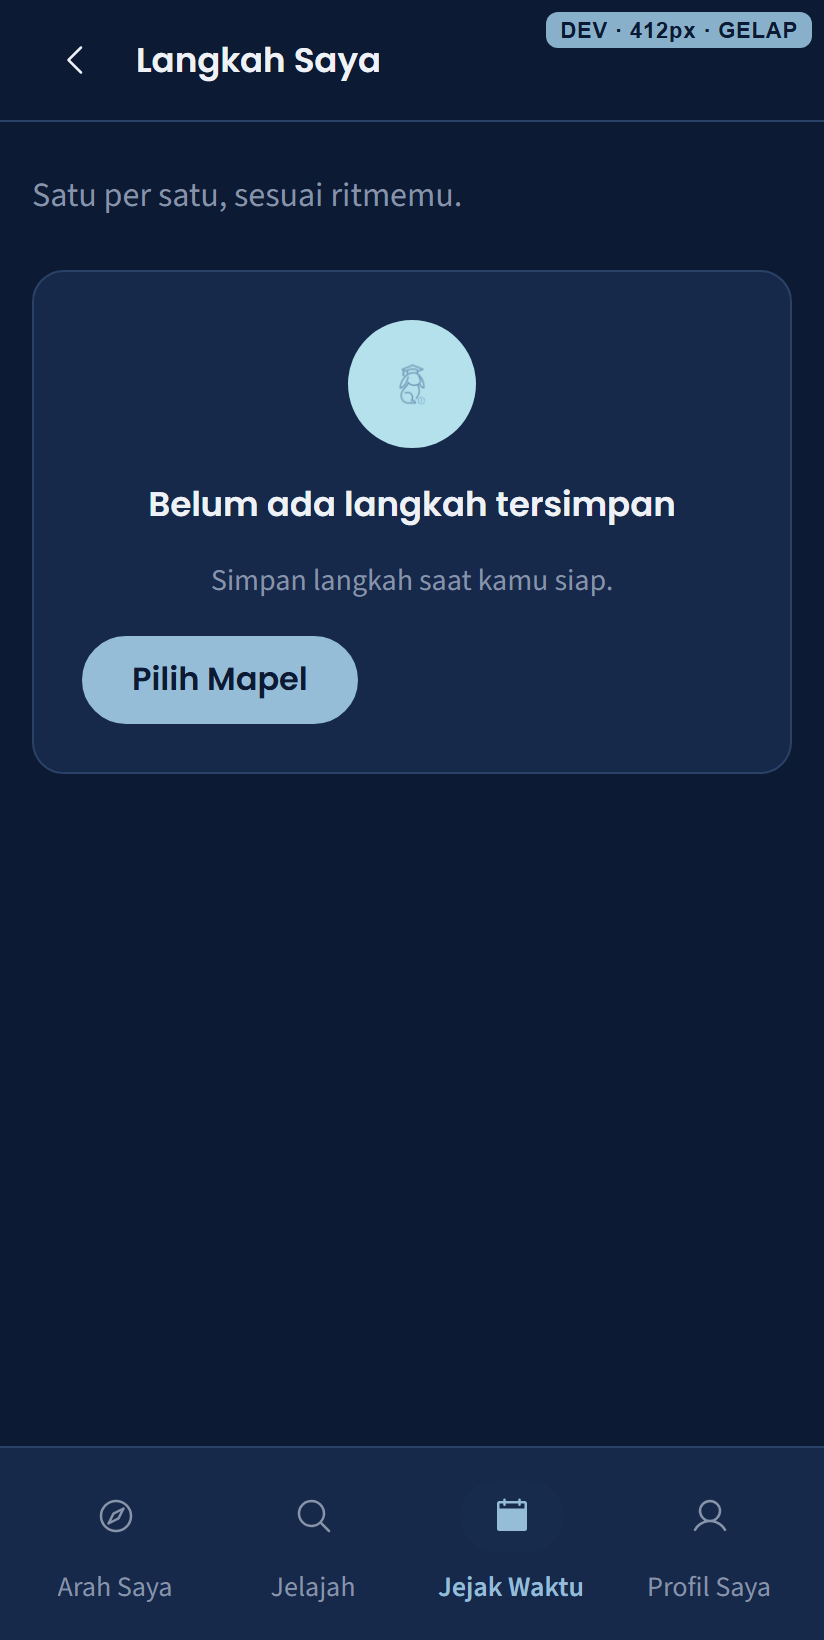 Langkah Saya
DEV · 412px · GELAP
Satu per satu, sesuai ritmemu.
Belum ada langkah tersimpan
Simpan langkah saat kamu siap.
Pilih Mapel
Arah Saya
Jelajah
Jejak Waktu
Profil Saya